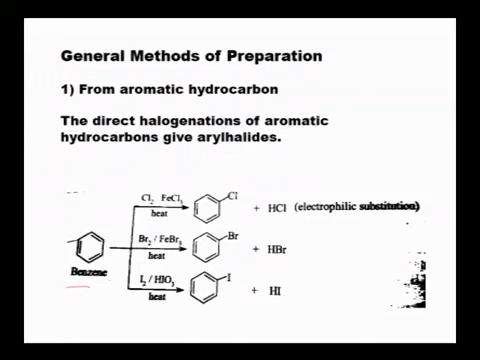 General Methods of Preparation
1) From aromatic hydrocarbon
The direct halogenations of aromatic
hydrocarbons give arylhalides.
Cl₂ FeCl₃
heat
Cl
+ HCl (electrophilic substitution)
Br₂ / FeBr₃
heat
Br
+ HBr
Benzene
I₂ / HIO₃
heat
I
+ HI